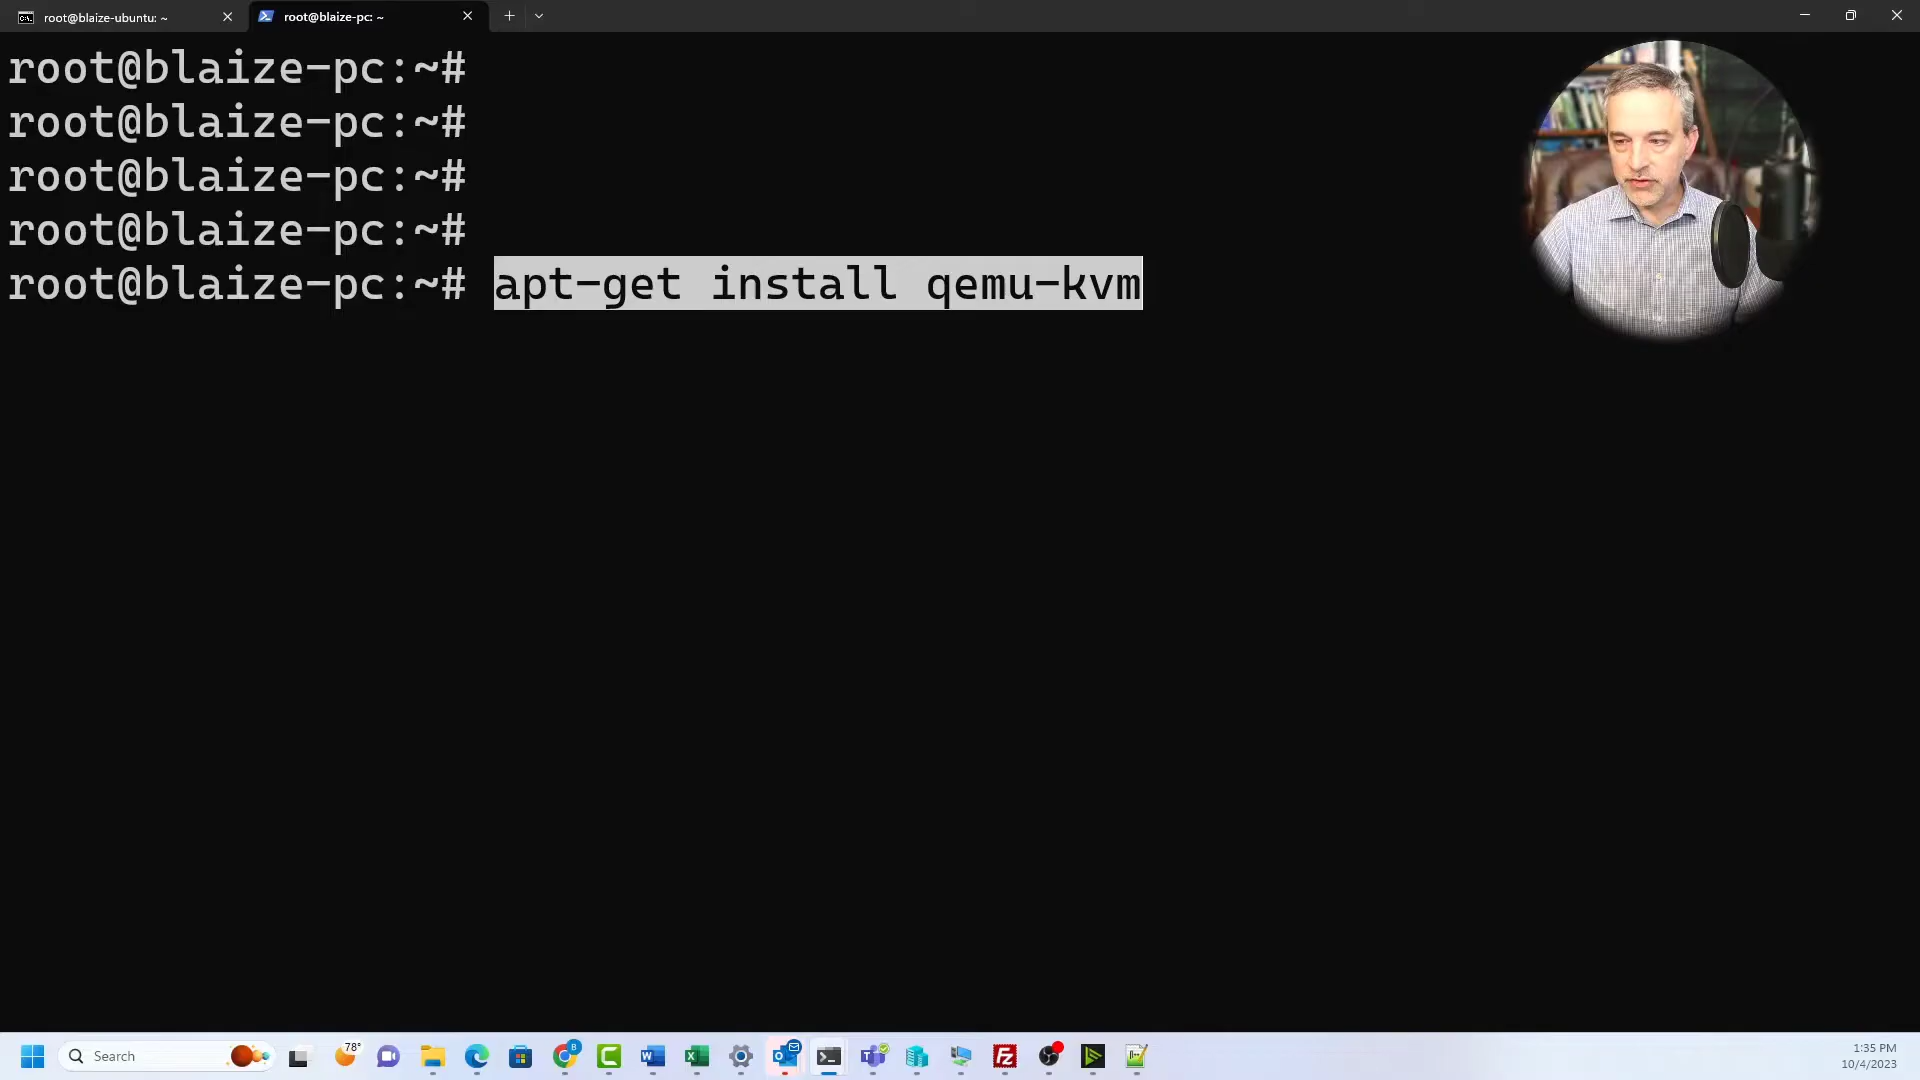 root@blaize-ubuntu: ~
root@blaize-pc: ~
root@blaize-pc:~#
root@blaize-pc:~#
root@blaize-pc:~#
root@blaize-pc:~#
root@blaize-pc:~# apt-get install qemu-kvm
Search
78°
1:35 PM
10/4/2023